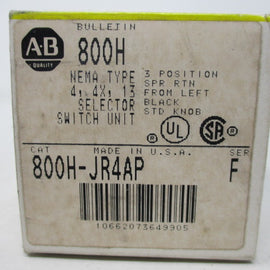 BULLETIN
AB
QUALITY
800H
NEMA TYPE
4, 4X, 13
SELECTOR
SWITCH UNIT
3 POSITION
SPR RTN
FROM LEFT
BLACK
STD KNOB
UL
SA
CAT
MADE IN U.S.A.
SER
800H-JR4AP
F
10662073649905